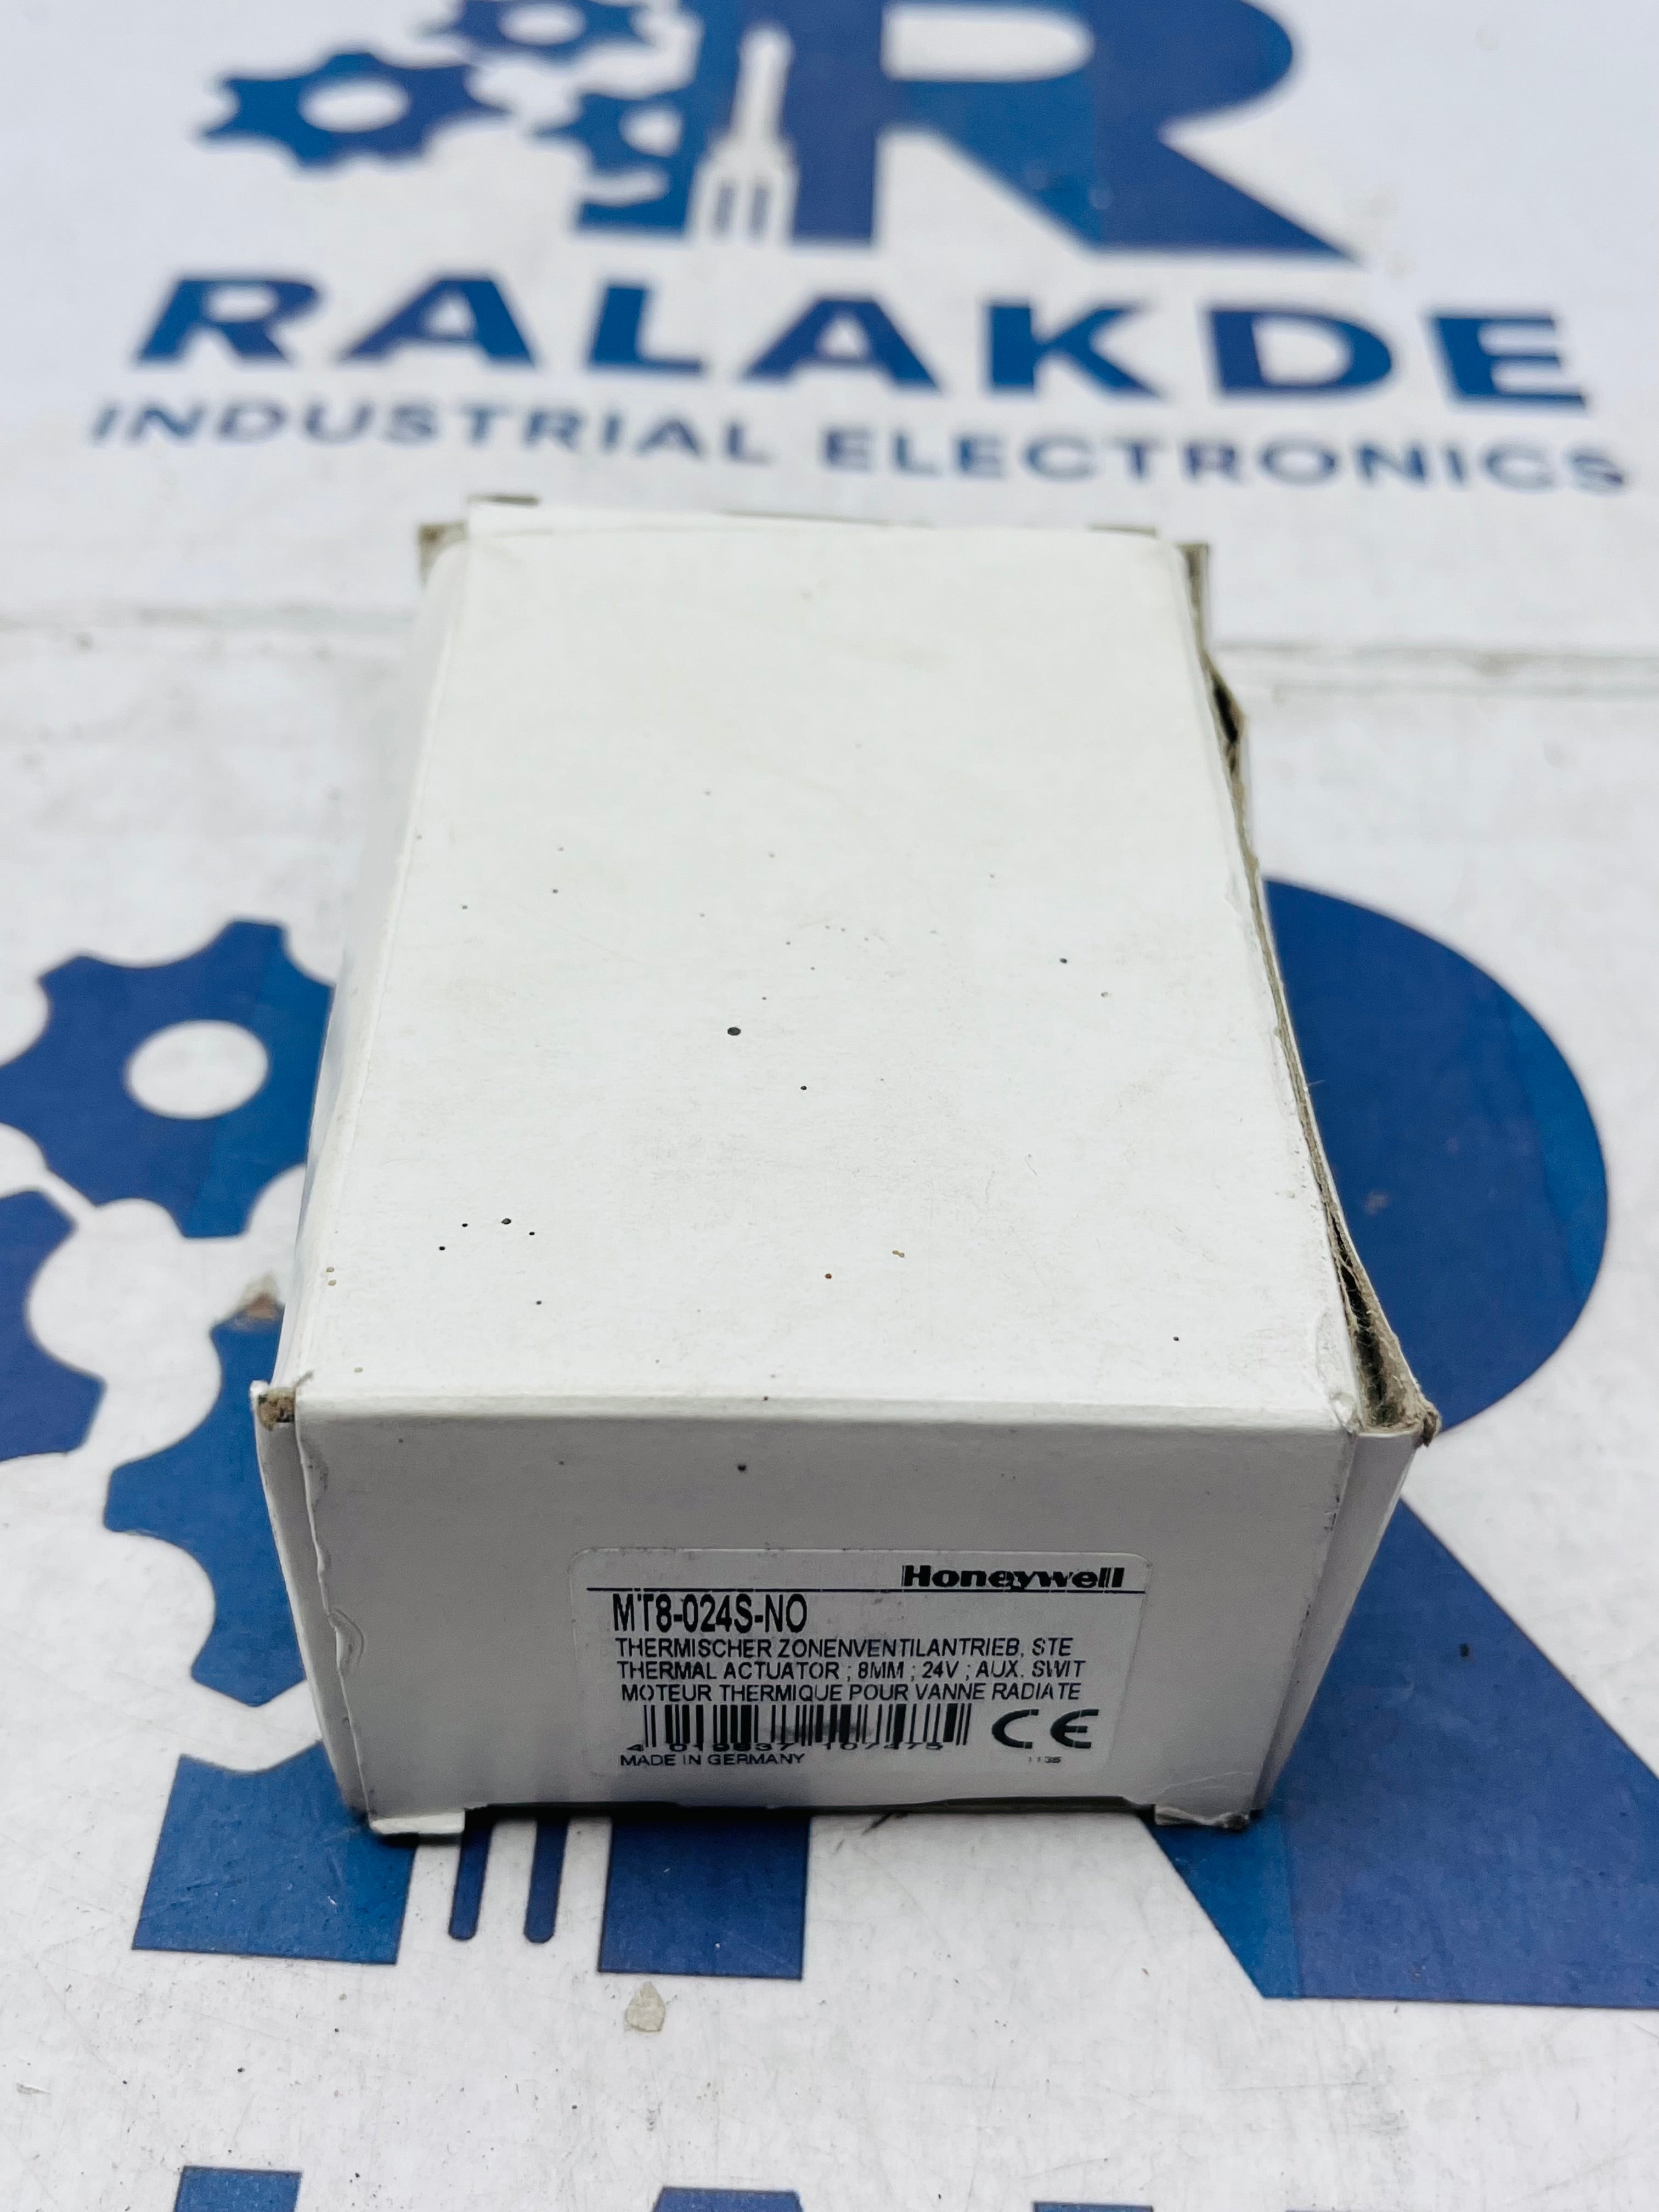 RALAKDE
INDUSTRIAL ELECTRONICS
Honeywell
MT8-024S-NO
THERMISCHER ZONENVENTILANTRIEB, STE
THERMAL ACTUATOR ; 8MM ; 24V ; AUX. SWIT
MOTEUR THERMIQUE POUR VANNE RADIATE
CE
MADE IN GERMANY
1135